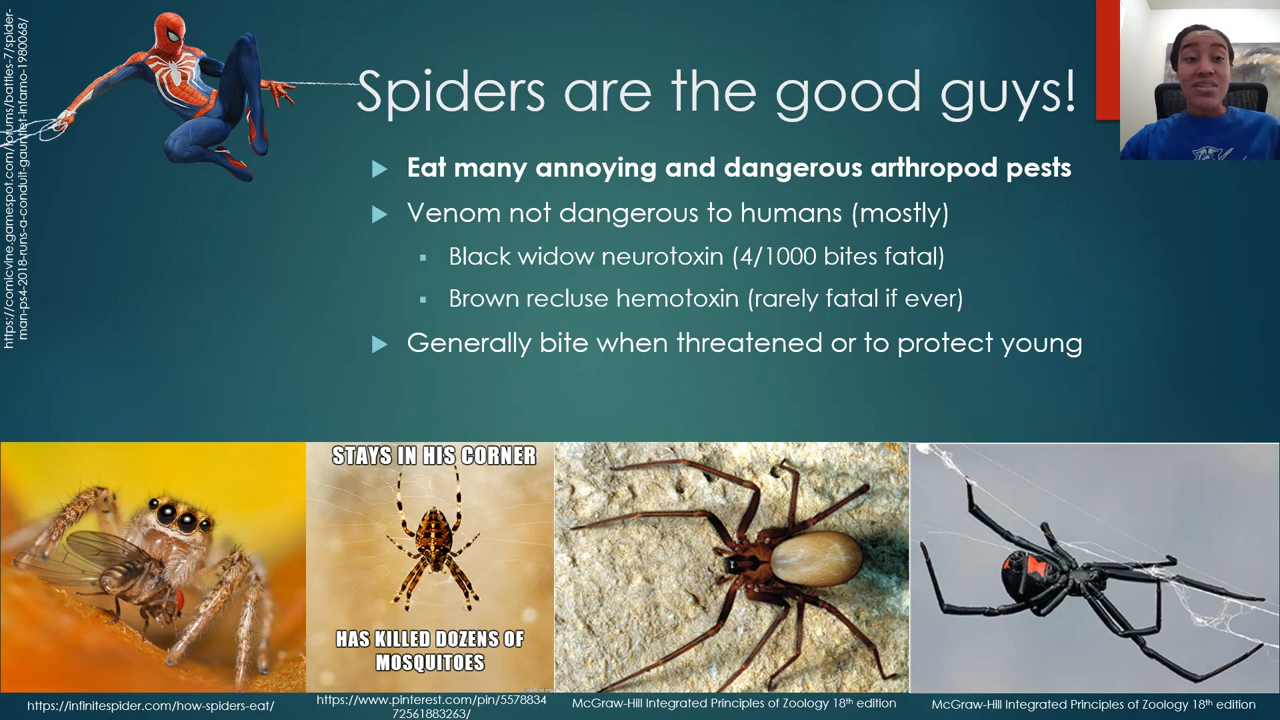 https://comicvine.gamespot.com/forums/battles-7/spider-
man-ps4-2018-runs-a-conduit-gauntlet-infamo-1980068/
Spiders are the good guys!
Eat many annoying and dangerous arthropod pests
Venom not dangerous to humans (mostly)
Black widow neurotoxin (4/1000 bites fatal)
Brown recluse hemotoxin (rarely fatal if ever)
Generally bite when threatened or to protect young
STAYS IN HIS CORNER
HAS KILLED DOZENS OF
MOSQUITOES
https://infinitespider.com/how-spiders-eat/
https://www.pinterest.com/pin/5578834
72561883263/
McGraw-Hill Integrated Principles of Zoology 18th edition
McGraw-Hill Integrated Principles of Zoology 18th edition